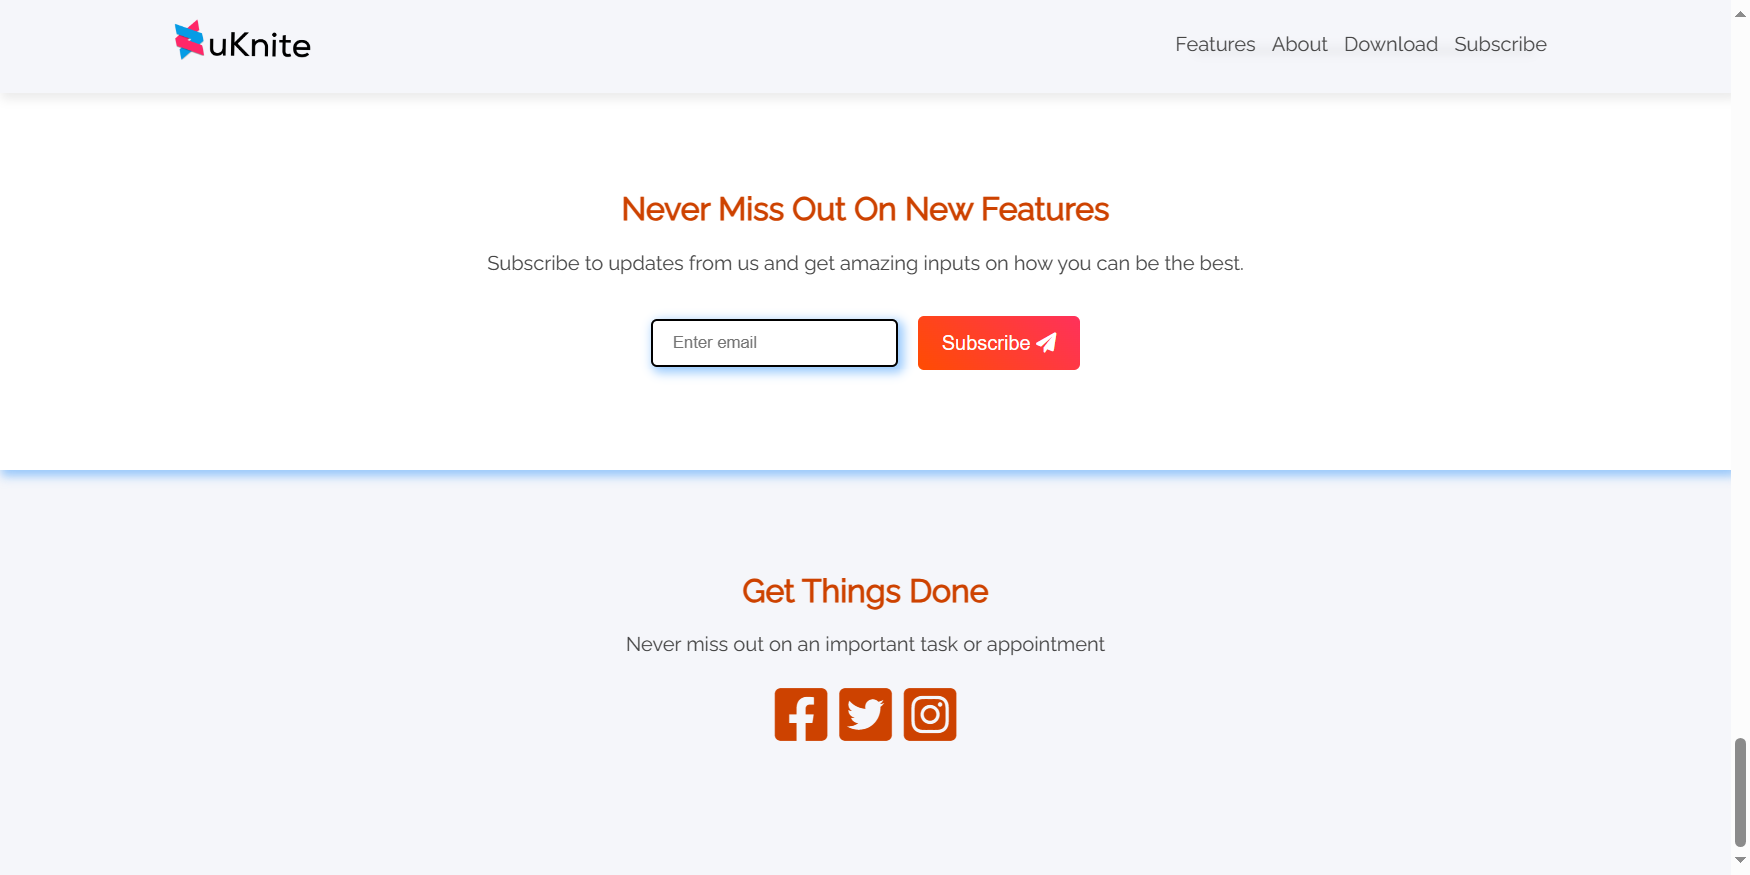 uKnite
Features About Download Subscribe
Never Miss Out On New Features
Subscribe to updates from us and get amazing inputs on how you can be the best.
Enter email
Subscribe
Get Things Done
Never miss out on an important task or appointment